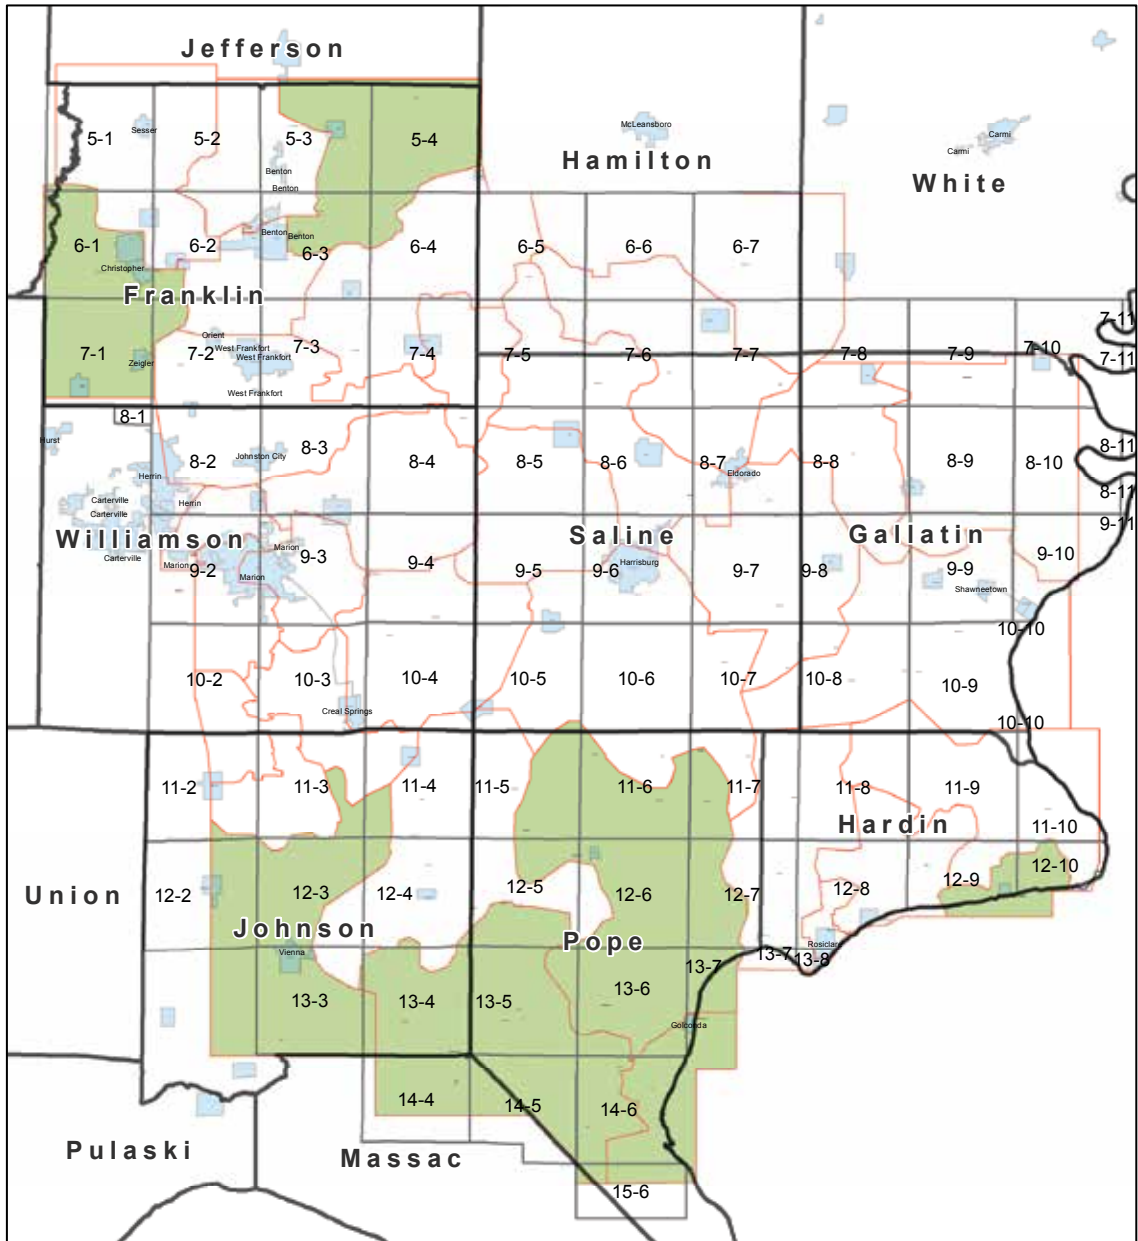 Jefferson
5-1
Sesser
5-2
5-3
5-4
McLeansboro
Carmi
Carmi
Hamilton
White
Benton
Benton
6-1
6-2
Benton
Benton
6-3
6-4
6-5
6-6
6-7
Christopher
Franklin
7-11
Orient
7-1
Zeigler
7-2
West Frankfort
West Frankfort
7-3
7-4
7-5
7-6
7-7
7-8
7-9
7-10
7-11
West Frankfort
8-1
Hurst
8-2
Johnston City
8-3
8-4
8-5
8-6
8-7
Eldorado
8-8
8-9
8-10
8-11
Herrin
Carterville
Herrin
8-11
Carterville
9-11
Williamson
Saline
Gallatin
Carterville
Marion
Marion
9-2
Marion
9-3
9-4
9-5
9-6
Harrisburg
9-7
9-8
9-9
9-10
Shawneetown
10-10
10-2
10-3
10-4
10-5
10-6
10-7
10-8
10-9
Creal Springs
10-10
11-2
11-3
11-4
11-5
11-6
11-7
11-8
11-9
Hardin
11-10
Union
12-2
12-3
12-4
12-5
12-6
12-7
12-8
12-9
12-10
Johnson
Pope
Vienna
Rosiclare
13-7
13-7
13-8
13-3
13-4
13-5
13-6
Golconda
14-4
14-5
14-6
Pulaski
Massac
15-6